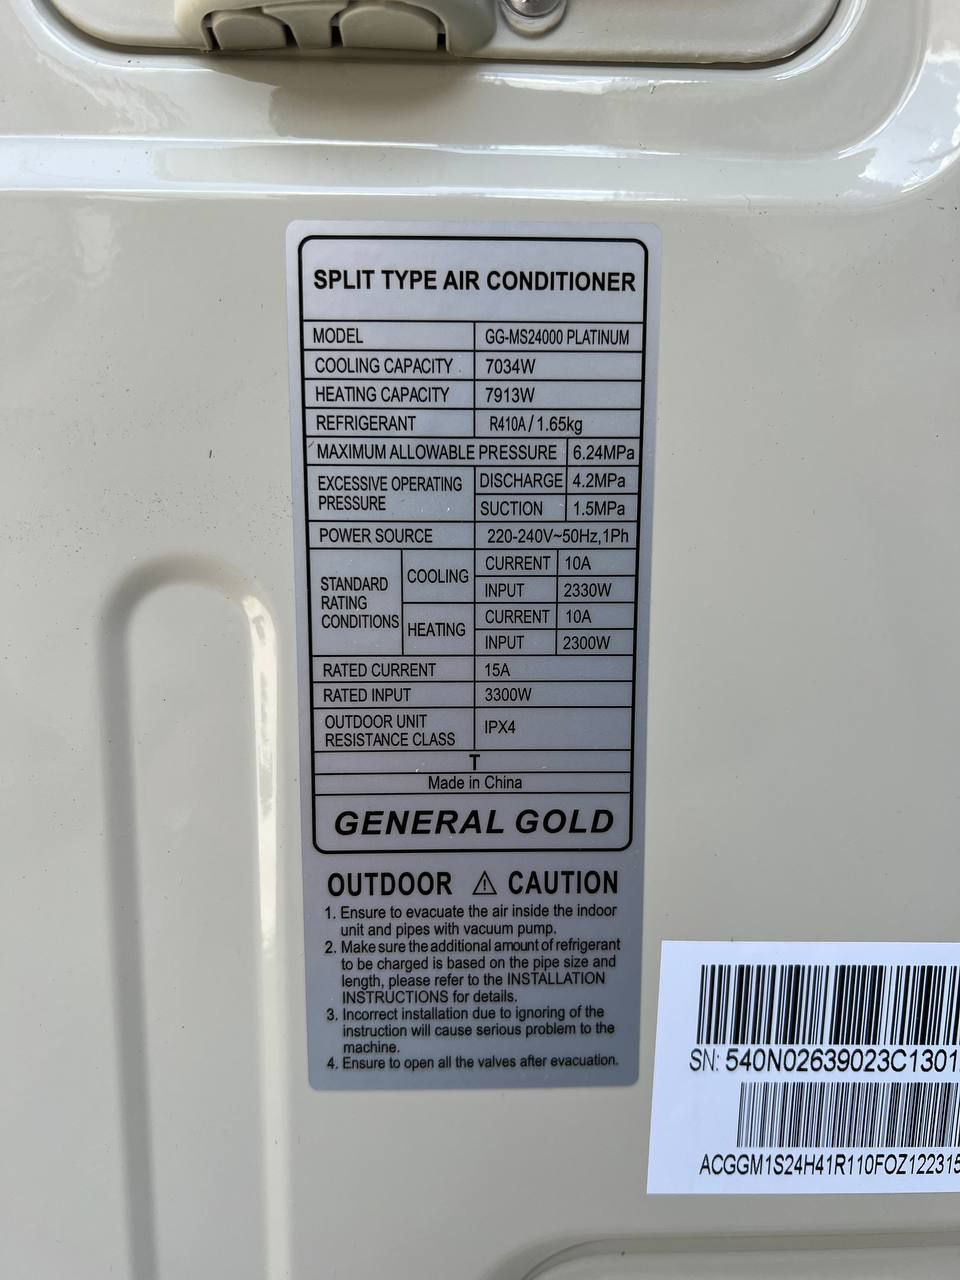 SPLIT TYPE AIR CONDITIONER
MODEL GG-MS24000 PLATINUM
COOLING CAPACITY 7034W
HEATING CAPACITY 7913W
REFRIGERANT R410A / 1.65kg
MAXIMUM ALLOWABLE PRESSURE 6.24MPa
EXCESSIVE OPERATING PRESSURE DISCHARGE 4.2MPa
SUCTION 1.5MPa
POWER SOURCE 220-240V~50Hz,1Ph
STANDARD RATING CONDITIONS COOLING CURRENT 10A
INPUT 2330W
HEATING CURRENT 10A
INPUT 2300W
RATED CURRENT 15A
RATED INPUT 3300W
OUTDOOR UNIT RESISTANCE CLASS IPX4
T
Made in China
GENERAL GOLD
OUTDOOR ⚠ CAUTION
1. Ensure to evacuate the air inside the indoor
unit and pipes with vacuum pump.
2. Make sure the additional amount of refrigerant
to be charged is based on the pipe size and
length, please refer to the INSTALLATION
INSTRUCTIONS for details.
3. Incorrect installation due to ignoring of the
instruction will cause serious problem to the
machine.
4. Ensure to open all the valves after evacuation.
SN: 540N02639023C1301
ACGGM1S24H41R110FOZ122315